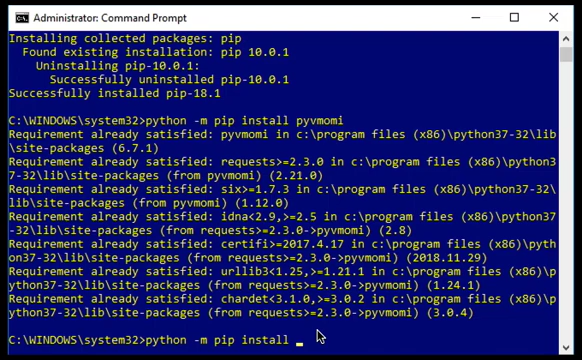 Administrator: Command Prompt
Installing collected packages: pip
Found existing installation: pip 10.0.1
Uninstalling pip-10.0.1:
Successfully uninstalled pip-10.0.1
Successfully installed pip-18.1
C:\WINDOWS\system32>python -m pip install pyvmomi
Requirement already satisfied: pyvmomi in c:\program files (x86)\python37-32\lib
\site-packages (6.7.1)
Requirement already satisfied: requests>=2.3.0 in c:\program files (x86)\python3
7-32\lib\site-packages (from pyvmomi) (2.21.0)
Requirement already satisfied: six>=1.7.3 in c:\program files (x86)\python37-32\
lib\site-packages (from pyvmomi) (1.12.0)
Requirement already satisfied: idna<2.9,>=2.5 in c:\program files (x86)\python37
-32\lib\site-packages (from requests>=2.3.0->pyvmomi) (2.8)
Requirement already satisfied: certifi>=2017.4.17 in c:\program files (x86)\pyth
on37-32\lib\site-packages (from requests>=2.3.0->pyvmomi) (2018.11.29)
Requirement already satisfied: urllib3<1.25,>=1.21.1 in c:\program files (x86)\p
ython37-32\lib\site-packages (from requests>=2.3.0->pyvmomi) (1.24.1)
Requirement already satisfied: chardet<3.1.0,>=3.0.2 in c:\program files (x86)\p
ython37-32\lib\site-packages (from requests>=2.3.0->pyvmomi) (3.0.4)
C:\WINDOWS\system32>python -m pip install _